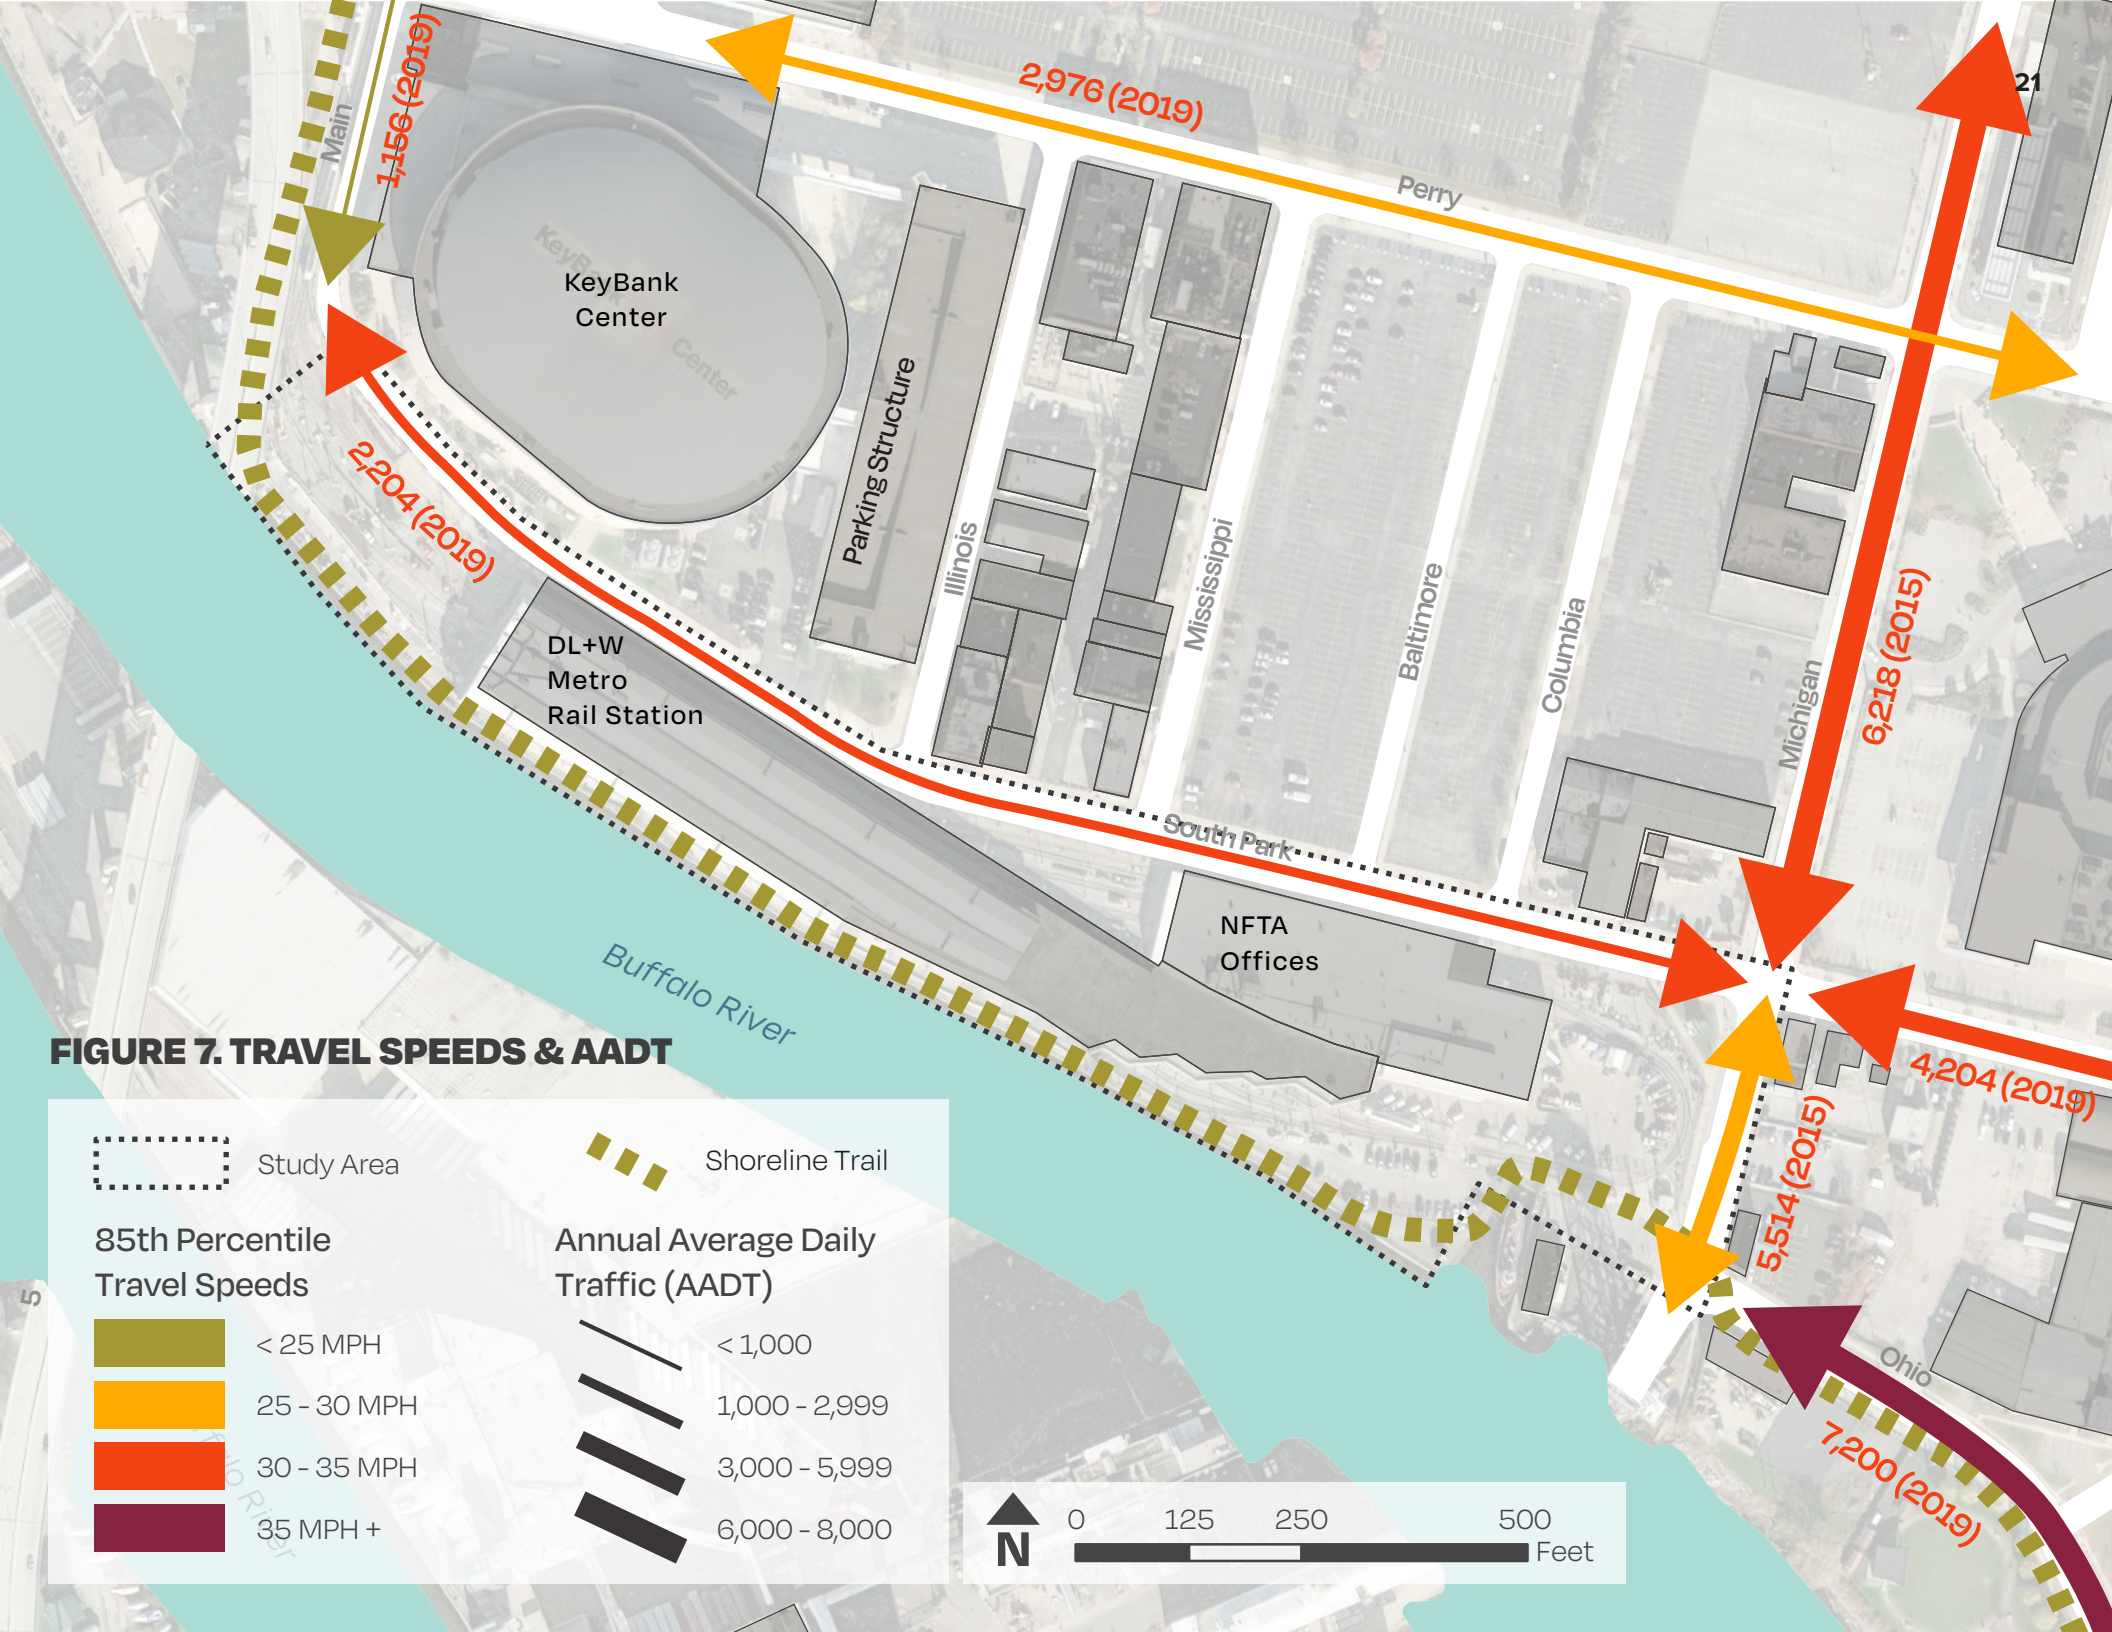 21
1,156 (2019)
Main
2,976 (2019)
Perry
KeyBank Center
KeyBank
Center
Parking Structure
2,204 (2019)
Illinois
Mississippi
Baltimore
Columbia
Michigan
6,218 (2015)
DL+W
Metro
Rail Station
South Park
NFTA
Offices
Buffalo River
4,204 (2019)
5,514 (2015)
Ohio
7,200 (2019)
FIGURE 7. TRAVEL SPEEDS & AADT
Study Area
Shoreline Trail
85th Percentile
Travel Speeds
< 25 MPH
25 - 30 MPH
30 - 35 MPH
35 MPH +
Annual Average Daily
Traffic (AADT)
< 1,000
1,000 - 2,999
3,000 - 5,999
6,000 - 8,000
5
N
0 125 250 500
Feet